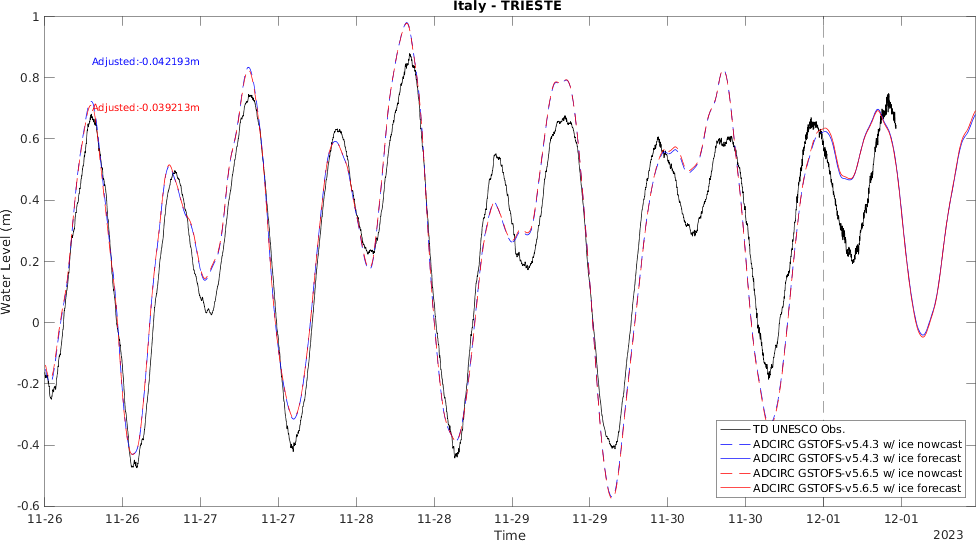 Italy - TRIESTE
Adjusted:-0.042193m
Adjusted:-0.039213m
Water Level (m)
1
0.8
0.6
0.4
0.2
0
-0.2
-0.4
-0.6
TD UNESCO Obs.
ADCIRC GSTOFS-v5.4.3 w/ ice nowcast
ADCIRC GSTOFS-v5.4.3 w/ ice forecast
ADCIRC GSTOFS-v5.6.5 w/ ice nowcast
ADCIRC GSTOFS-v5.6.5 w/ ice forecast
11-26 11-26 11-27 11-27 11-28 11-28 11-29 11-29 11-30 11-30 12-01 12-01
Time
2023